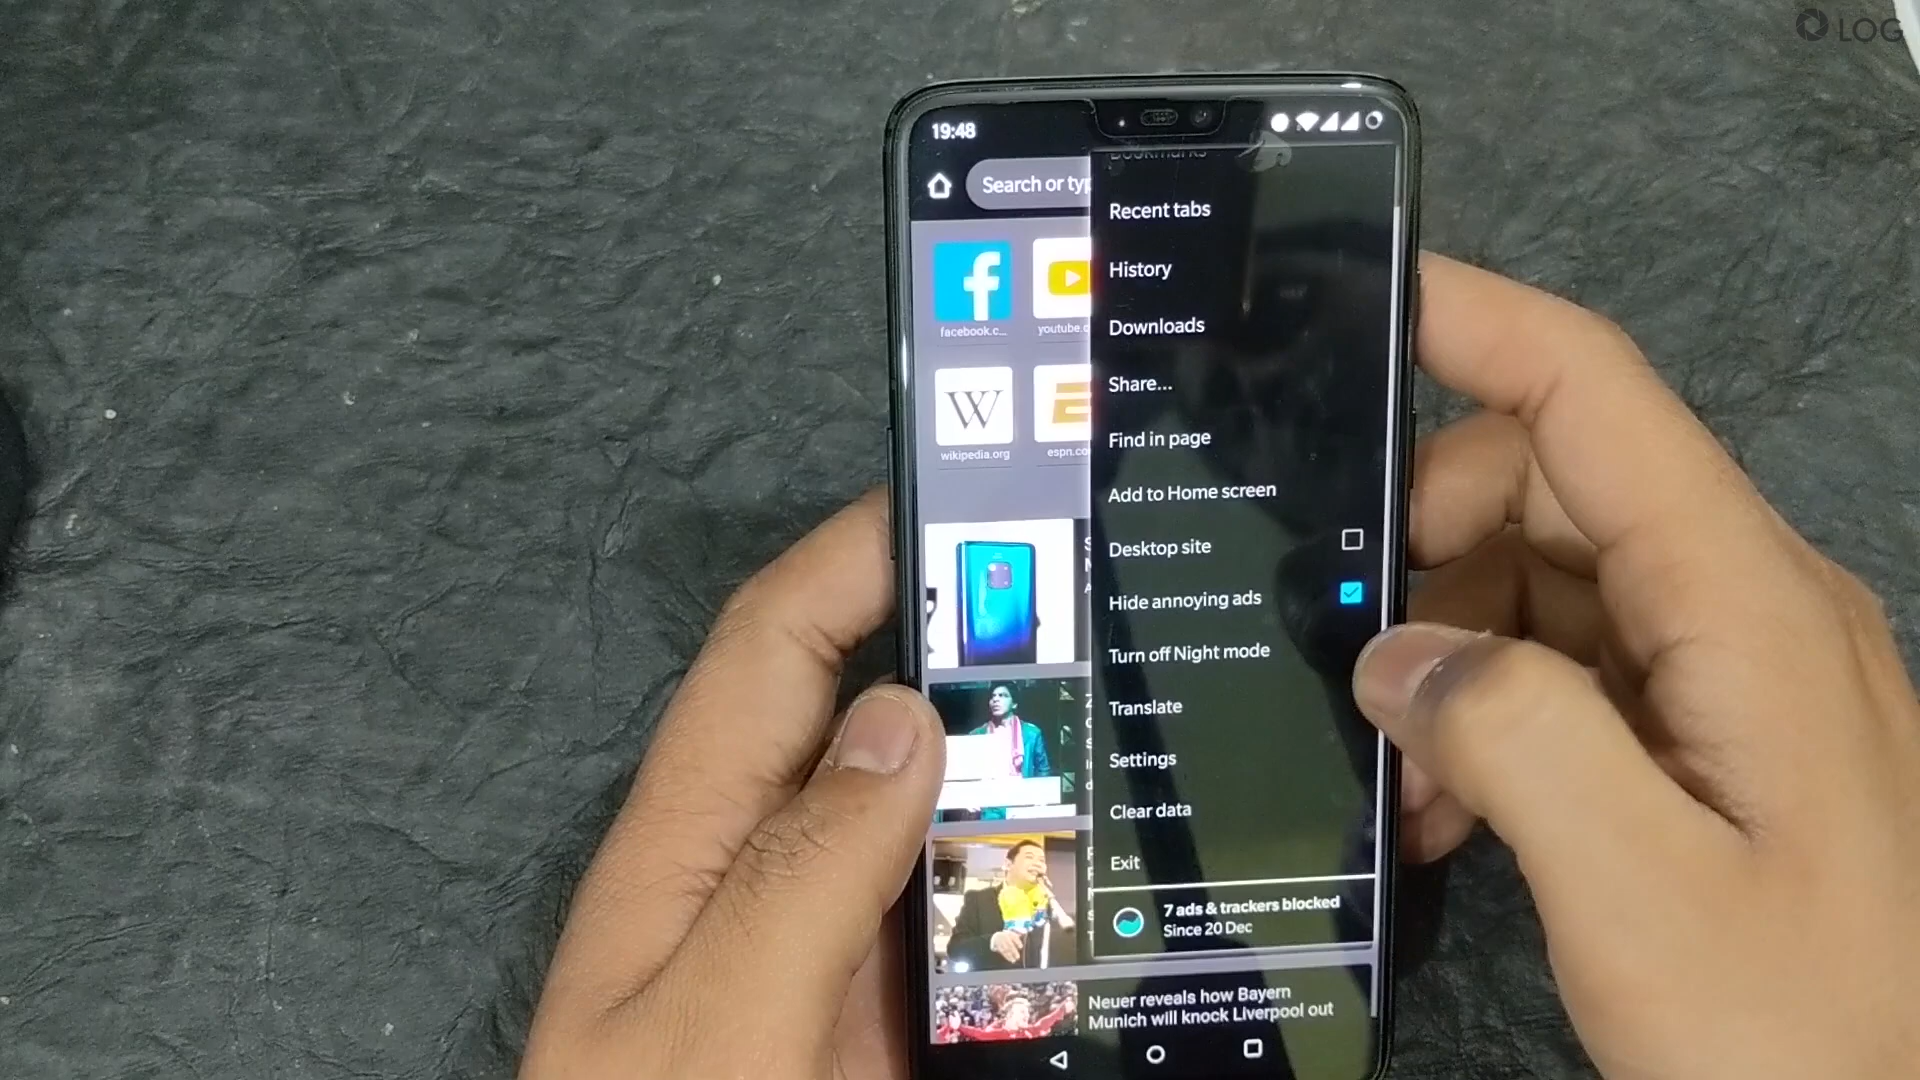 LOG
19:48
Search or typ
Bookmarks
Recent tabs
History
Downloads
Share...
Find in page
Add to Home screen
Desktop site
Hide annoying ads
Turn off Night mode
Translate
Settings
Clear data
Exit
7 ads & trackers blocked
Since 20 Dec
facebook.c...
youtube.c
W
wikipedia.org
espn.co
Neuer reveals how Bayern
Munich will knock Liverpool out